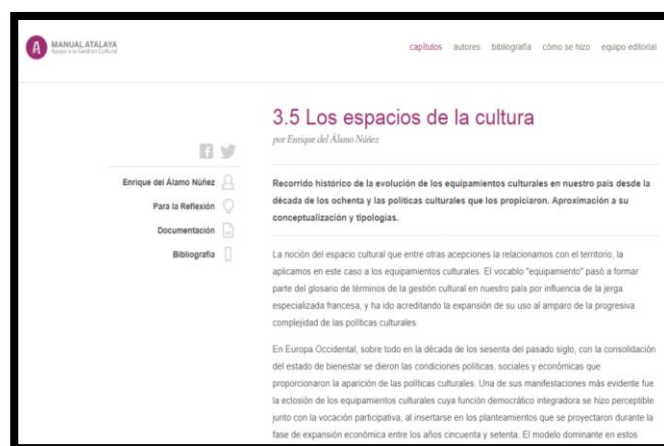 A
MANUAL ATALAYA
Apoyo a la Gestión Cultural
capítulos autores bibliografía cómo se hizo equipo editorial
3.5 Los espacios de la cultura
por Enrique del Álamo Núñez
Enrique del Álamo Núñez
Para la Reflexión
Documentación
Bibliografía
Recorrido histórico de la evolución de los equipamientos culturales en nuestro país desde la
década de los ochenta y las políticas culturales que los propiciaron. Aproximación a su
conceptualización y tipologías.
La noción del espacio cultural que entre otras acepciones la relacionamos con el territorio, la
aplicamos en este caso a los equipamientos culturales. El vocablo "equipamiento" pasó a formar
parte del glosario de términos de la gestión cultural en nuestro país por influencia de la jerga
especializada francesa, y ha ido acreditando la expansión de su uso al amparo de la progresiva
complejidad de las políticas culturales.
En Europa Occidental, sobre todo en la década de los sesenta del pasado siglo, con la consolidación
del estado de bienestar se dieron las condiciones políticas, sociales y económicas que
proporcionaron la aparición de las políticas culturales. Una de sus manifestaciones más evidente fue
la eclosión de los equipamientos culturales cuya función democrático integradora se hizo perceptible
junto con la vocación participativa, al insertarse en los planteamientos que se proyectaron durante la
fase de expansión económica entre los años cincuenta y setenta. El modelo dominante en estos